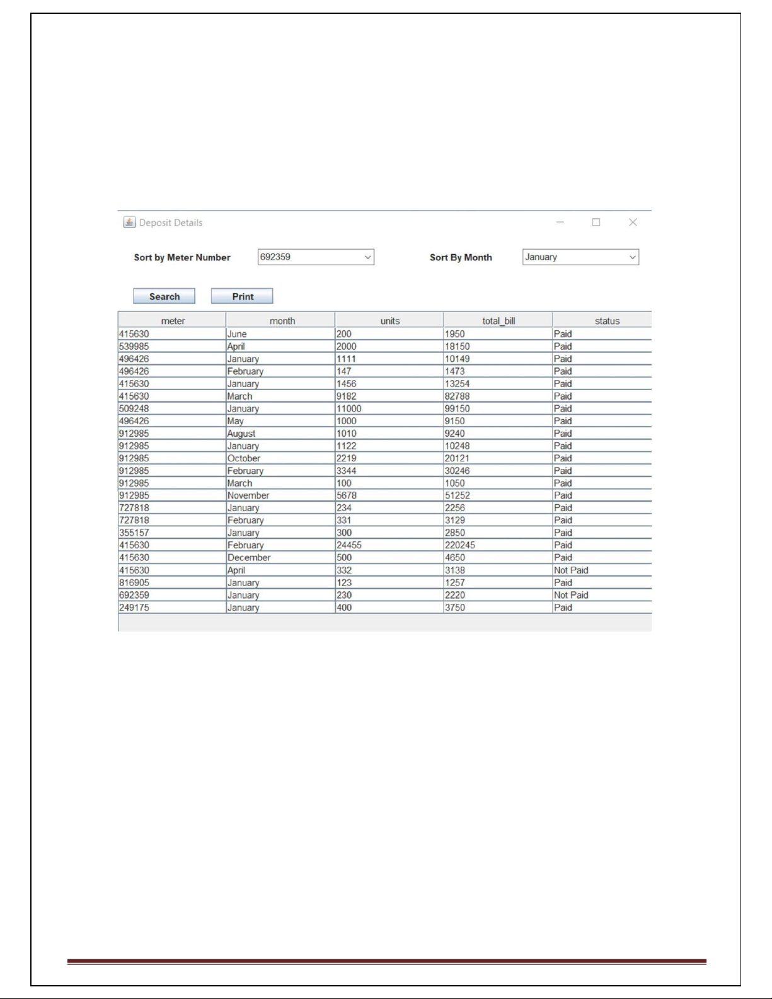 Deposit Details
Sort by Meter Number 692359 Sort By Month January
Search Print
meter month units total_bill status
415630 June 200 1950 Paid
539985 April 2000 18150 Paid
496426 January 1111 10149 Paid
496426 February 147 1473 Paid
415630 January 1456 13254 Paid
415630 March 9182 82788 Paid
509248 January 11000 99150 Paid
496426 May 1000 9150 Paid
912985 August 1010 9240 Paid
912985 January 1122 10248 Paid
912985 October 2219 20121 Paid
912985 February 3344 30246 Paid
912985 March 100 1050 Paid
912985 November 5678 51252 Paid
727818 January 234 2256 Paid
727818 February 331 3129 Paid
355157 January 300 2850 Paid
415630 February 24455 220245 Paid
415630 December 500 4650 Paid
415630 April 332 3138 Not Paid
816905 January 123 1257 Paid
692359 January 230 2220 Not Paid
249175 January 400 3750 Paid